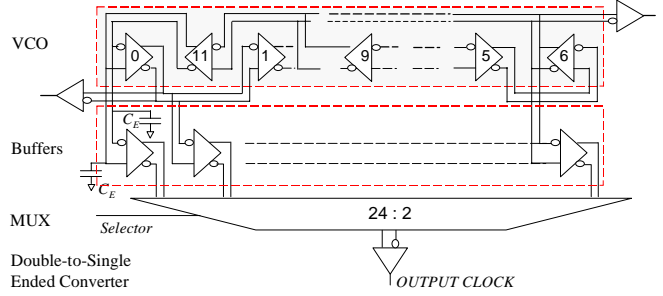 VCO
0
11
1
9
5
6
C_E
Buffers
C_E
MUX
24 : 2
Selector
Double-to-Single
Ended Converter
OUTPUT CLOCK